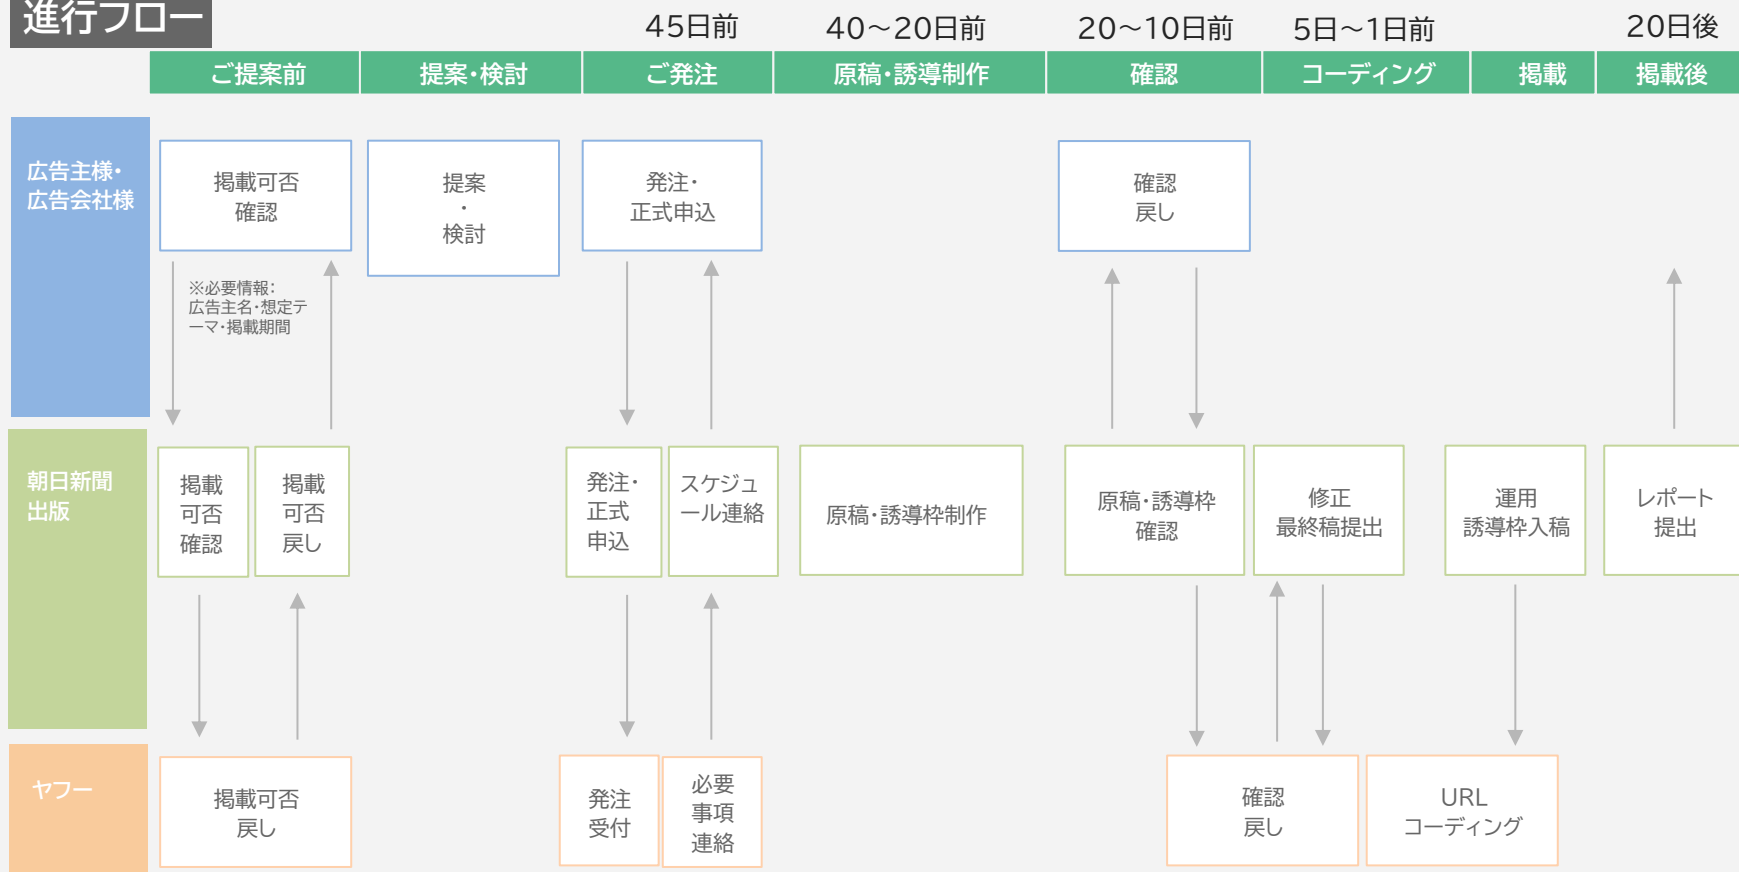 進行フロー
45日前
40～20日前
20～10日前
5日～1日前
20日後
ご提案前
提案・検討
ご発注
原稿・誘導制作
確認
コーディング
掲載
掲載後
広告主様・
広告会社様
掲載可否
確認
提案
・
検討
発注・
正式申込
確認
戻し
※必要情報：
広告主名・想定テ
ーマ・掲載期間
朝日新聞
出版
掲載
可否
確認
掲載
可否
戻し
発注・
正式
申込
スケジュ
ール連絡
原稿・誘導枠制作
原稿・誘導枠
確認
修正
最終稿提出
運用
誘導枠入稿
レポート
提出
ヤフー
掲載可否
戻し
発注
受付
必要
事項
連絡
確認
戻し
URL
コーディング